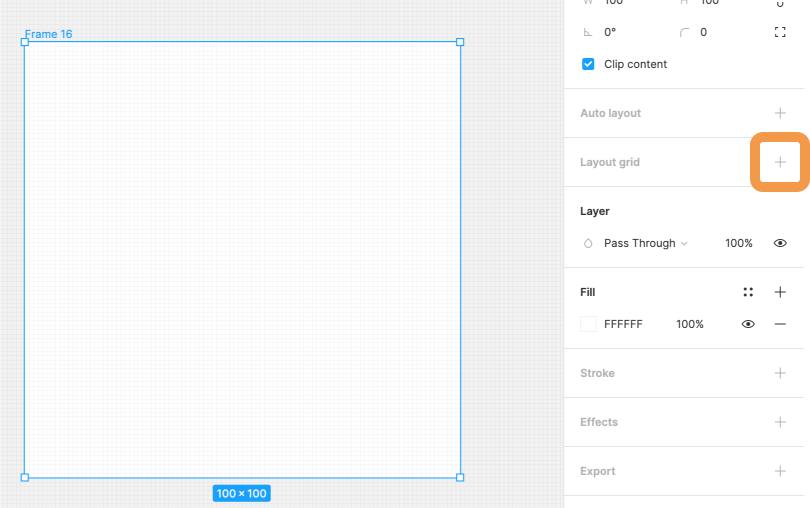 Frame 16
100 × 100
W 100 H 100
0° 0
Clip content
Auto layout
Layout grid
Layer
Pass Through 100%
Fill
FFFFFF 100%
Stroke
Effects
Export